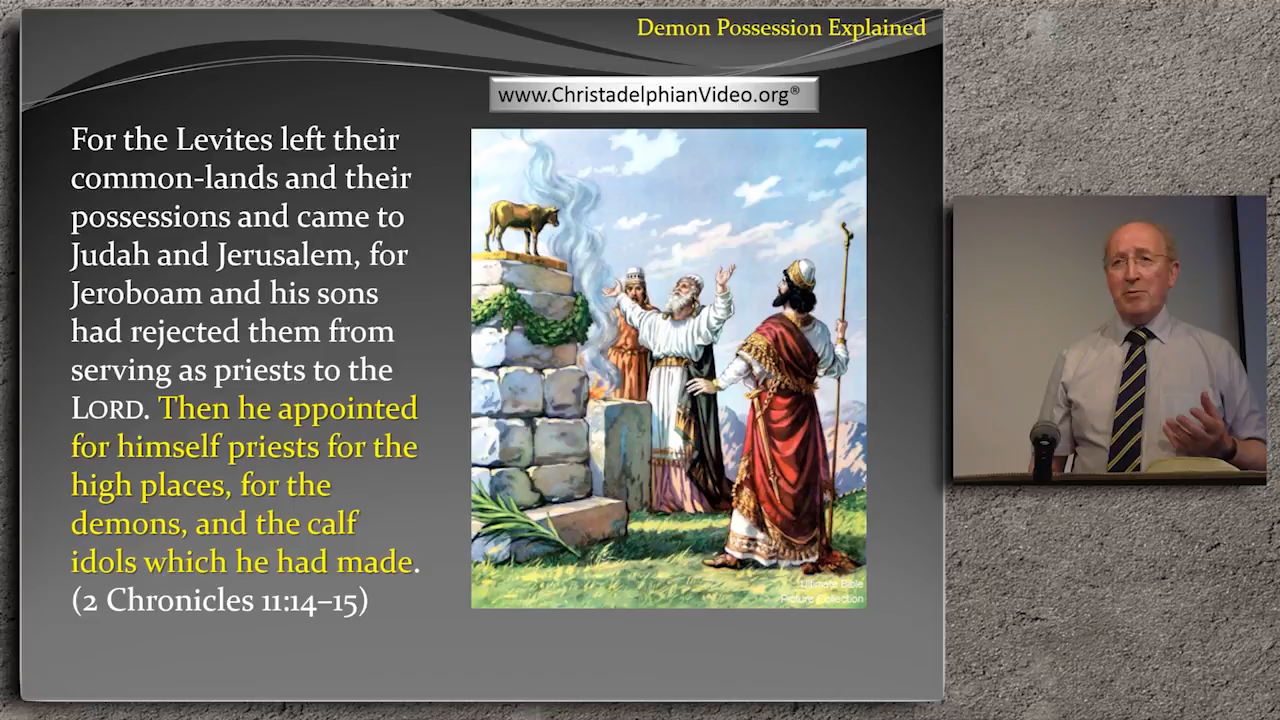 Demon Possession Explained
www.ChristadelphianVideo.org®
For the Levites left their
common-lands and their
possessions and came to
Judah and Jerusalem, for
Jeroboam and his sons
had rejected them from
serving as priests to the
LORD. Then he appointed
for himself priests for the
high places, for the
demons, and the calf
idols which he had made.
(2 Chronicles 11:14–15)
Ultimate Bible
Picture Collection